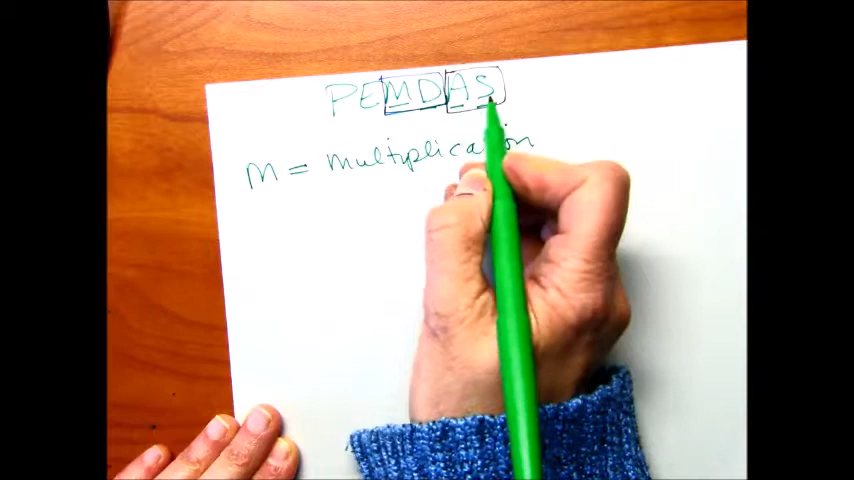 PEMDAS
M = multiplication